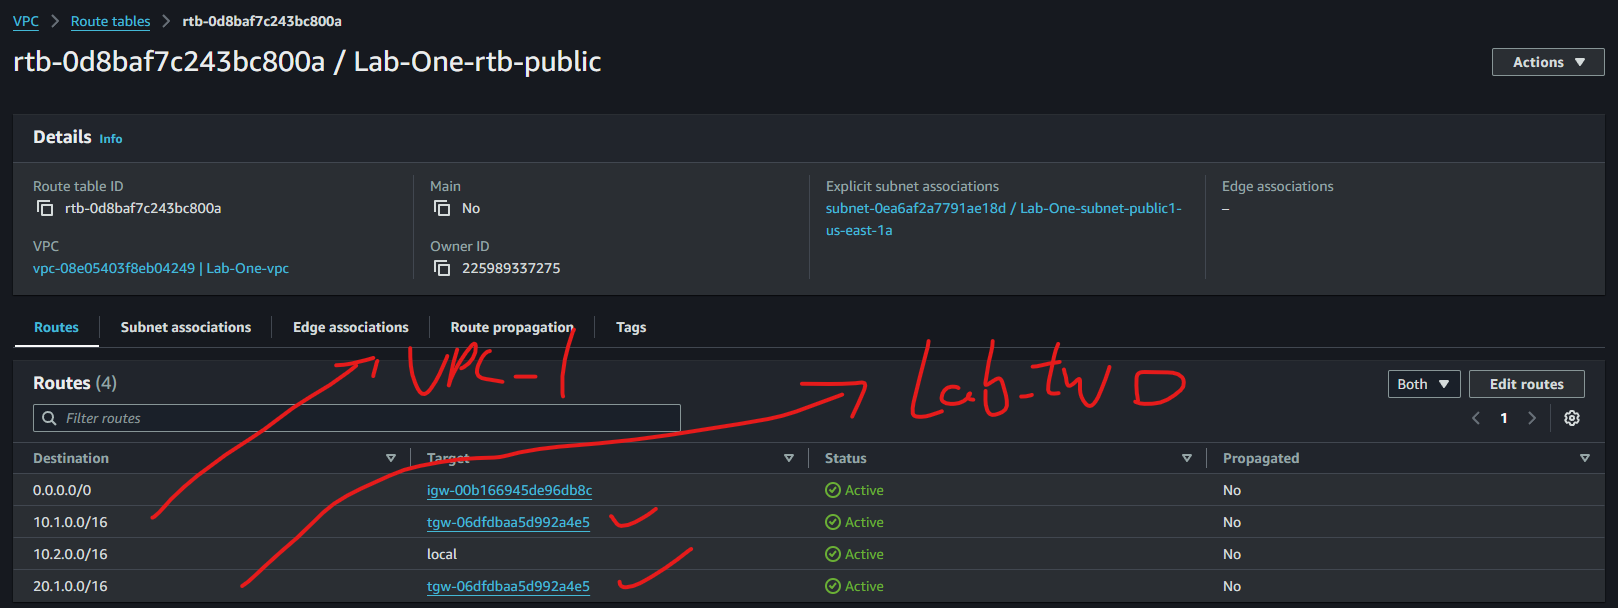 VPC > Route tables > rtb-0d8baf7c243bc800a
rtb-0d8baf7c243bc800a / Lab-One-rtb-public
Actions
Details Info
Route table ID
rtb-0d8baf7c243bc800a
Main
No
Explicit subnet associations
subnet-0ea6af2a7791ae18d / Lab-One-subnet-public1-
us-east-1a
Edge associations
–
VPC
vpc-08e05403f8eb04249 | Lab-One-vpc
Owner ID
225989337275
Routes Subnet associations Edge associations Route propagation Tags
VPC-1
Lab-two
Routes (4)
Both Edit routes
Filter routes
1
Destination Target Status Propagated
0.0.0.0/0 igw-00b166945de96db8c Active No
10.1.0.0/16 tgw-06dfdbaa5d992a4e5 Active No
10.2.0.0/16 local Active No
20.1.0.0/16 tgw-06dfdbaa5d992a4e5 Active No